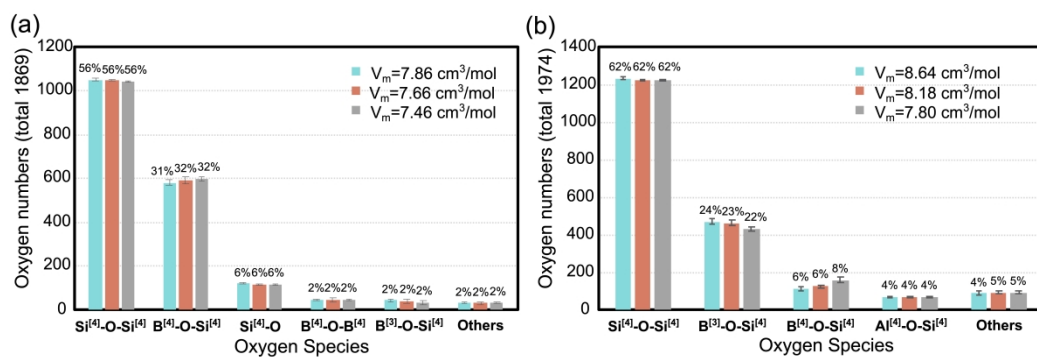 (a)
Oxygen numbers (total 1869)
1200
1000
800
600
400
200
0
56% 56% 56%
31% 32% 32%
6% 6% 6%
2% 2% 2%
2% 2% 2%
2% 2% 2%
Vm=7.86 cm³/mol
Vm=7.66 cm³/mol
Vm=7.46 cm³/mol
Si[4]-O-Si[4] B[4]-O-Si[4] Si[4]-O B[4]-O-B[4] B[3]-O-Si[4] Others
Oxygen Species
(b)
Oxygen numbers (total 1974)
1400
1200
1000
800
600
400
200
0
62% 62% 62%
24% 23% 22%
6% 6% 8%
4% 4% 4%
4% 5% 5%
Vm=8.64 cm³/mol
Vm=8.18 cm³/mol
Vm=7.80 cm³/mol
Si[4]-O-Si[4] B[3]-O-Si[4] B[4]-O-Si[4] Al[4]-O-Si[4] Others
Oxygen Species